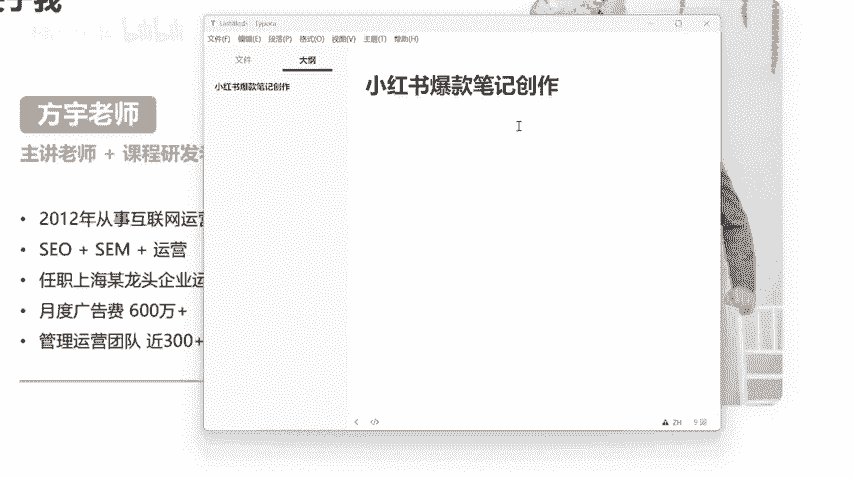 方宇老师
主讲老师 + 课程研发
2012年从事互联网运营
SEO + SEM + 运营
任职上海某龙头企业运
月度广告费 600万+
管理运营团队 近300+
Untitled - Typora
文件(F) 编辑(E) 段落(P) 格式(O) 视图(V) 主题(T) 帮助(H)
文件 大纲
小红书爆款笔记创作
小红书爆款笔记创作
ZH 9 词